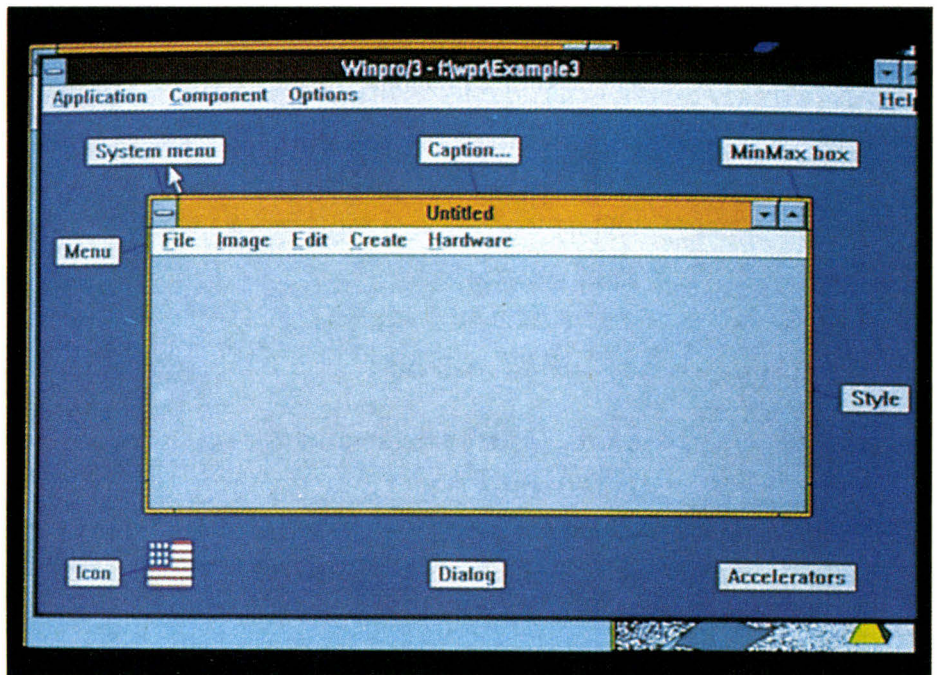 Winpro/3 - f:\wpr\Example3
Application Component Options Help
System menu
Caption...
MinMax box
Untitled
Menu
File Image Edit Create Hardware
Style
Icon
Dialog
Accelerators